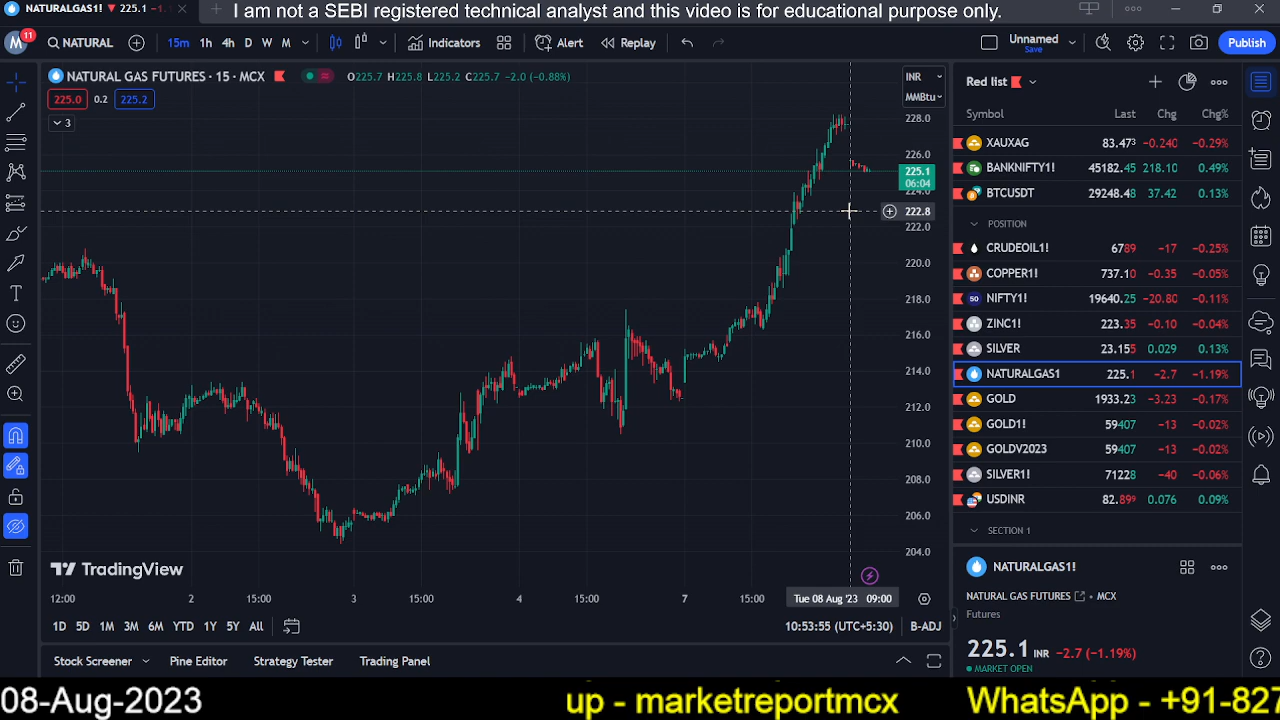 NATURALGAS1! ▼ 225.1 −1.
I am not a SEBI registered technical analyst and this video is for educational purpose only.
M 11 NATURAL 15m 1h 4h D W M Indicators Alert Replay Unnamed Save Publish
NATURAL GAS FUTURES · 15 · MCX O225.7 H225.8 L225.2 C225.7 −2.0 (−0.88%)
225.0 0.2 225.2
3
INR
MMBtu
228.0
226.0
225.1
06:04
224.0
222.8
222.0
220.0
218.0
216.0
214.0
212.0
210.0
208.0
206.0
204.0
TradingView
12:00 2 15:00 3 15:00 4 15:00 7 15:00 Tue 08 Aug '23 09:00
1D 5D 1M 3M 6M YTD 1Y 5Y All 10:53:55 (UTC+5:30) B-ADJ
Stock Screener Pine Editor Strategy Tester Trading Panel
Red list
Symbol Last Chg Chg%
XAUXAG 83.473 −0.240 −0.29%
BANKNIFTY1! 45182.45 218.10 0.49%
BTCUSDT 29248.48 37.42 0.13%
POSITION
CRUDEOIL1! 6789 −17 −0.25%
COPPER1! 737.10 −0.35 −0.05%
50 NIFTY1! 19640.25 −20.80 −0.11%
ZINC1! 223.35 −0.10 −0.04%
SILVER 23.155 0.029 0.13%
NATURALGAS1 225.1 −2.7 −1.19%
GOLD 1933.23 −3.23 −0.17%
GOLD1! 59407 −13 −0.02%
GOLDV2023 59407 −13 −0.02%
SILVER1! 71228 −40 −0.06%
USDINR 82.899 0.076 0.09%
SECTION 1
NATURALGAS1!
NATURAL GAS FUTURES • MCX
Futures
225.1 INR −2.7 (−1.19%)
MARKET OPEN
08-Aug-2023 up - marketreportmcx WhatsApp - +91-827